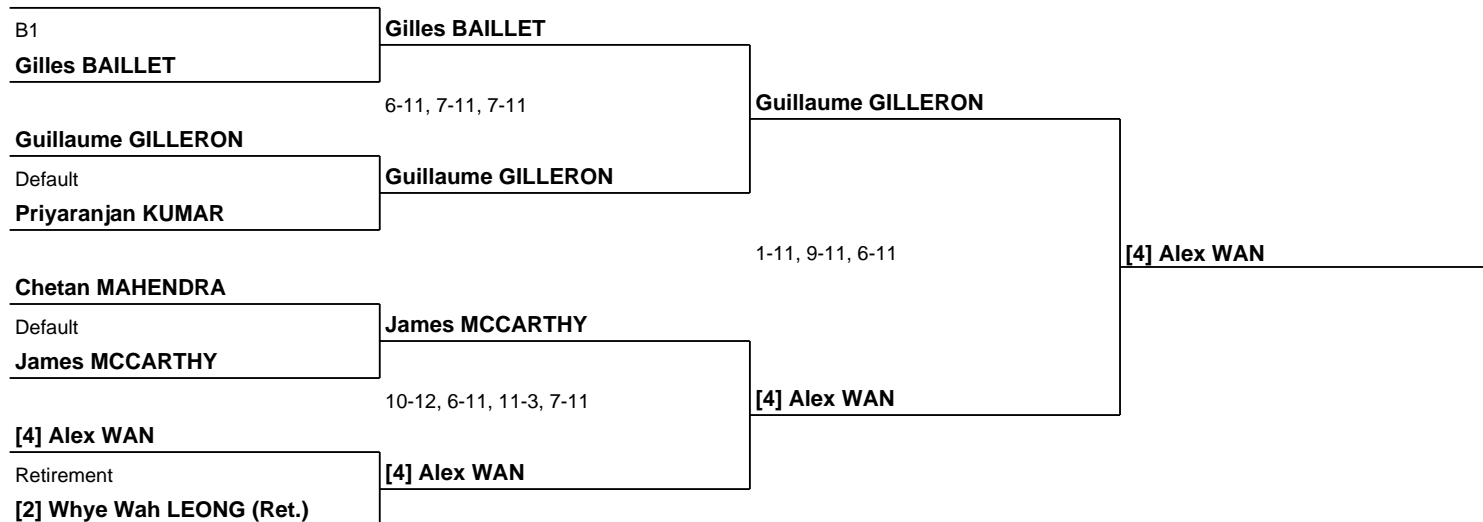 B1
Gilles BAILLET
Gilles BAILLET
6-11, 7-11, 7-11
Guillaume GILLERON
Guillaume GILLERON
Default
Guillaume GILLERON
Priyaranjan KUMAR
1-11, 9-11, 6-11
[4] Alex WAN
Chetan MAHENDRA
Default
James MCCARTHY
James MCCARTHY
10-12, 6-11, 11-3, 7-11
[4] Alex WAN
[4] Alex WAN
Retirement
[4] Alex WAN
[2] Whye Wah LEONG (Ret.)